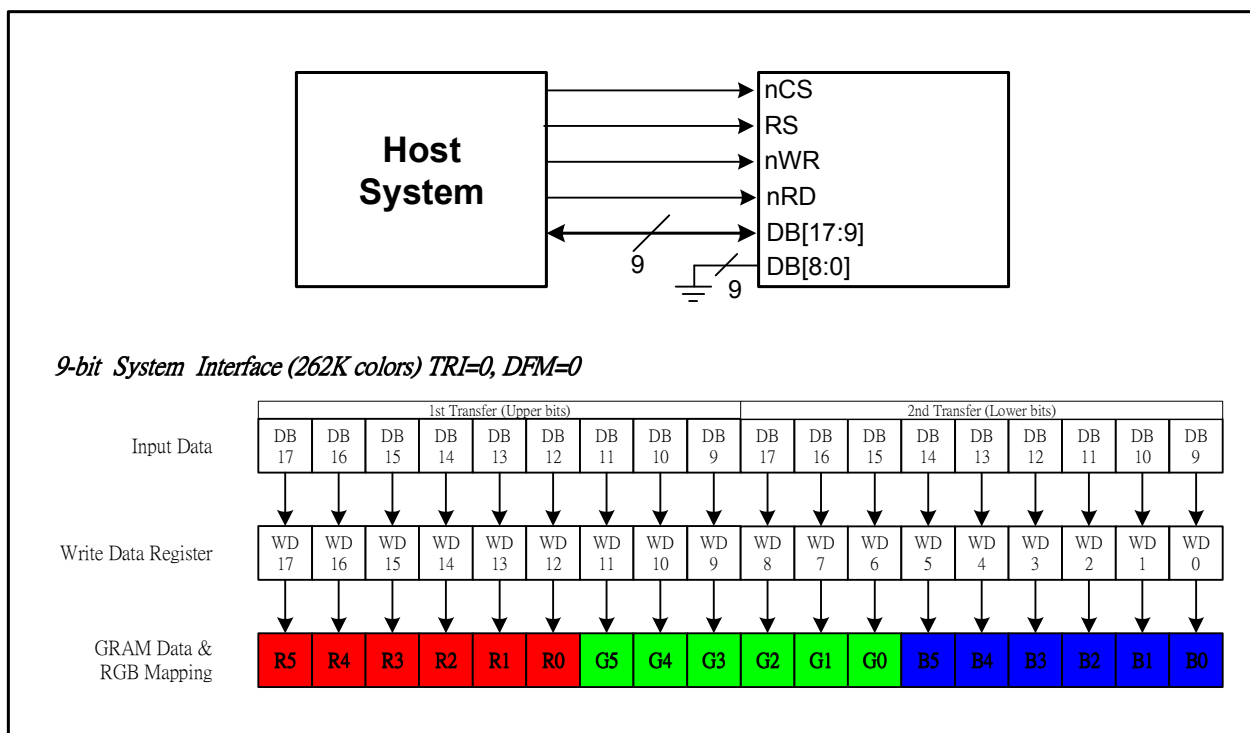 Host
System
nCS
RS
nWR
nRD
DB[17:9]
DB[8:0]
9
9
9-bit System Interface (262K colors) TRI=0, DFM=0
1st Transfer (Upper bits) 2nd Transfer (Lower bits)
Input Data
DB DB DB DB DB DB DB DB DB DB DB DB DB DB DB DB DB DB
17 16 15 14 13 12 11 10 9 17 16 15 14 13 12 11 10 9
Write Data Register
WD WD WD WD WD WD WD WD WD WD WD WD WD WD WD WD WD WD
17 16 15 14 13 12 11 10 9 8 7 6 5 4 3 2 1 0
GRAM Data &
RGB Mapping
R5 R4 R3 R2 R1 R0 G5 G4 G3 G2 G1 G0 B5 B4 B3 B2 B1 B0